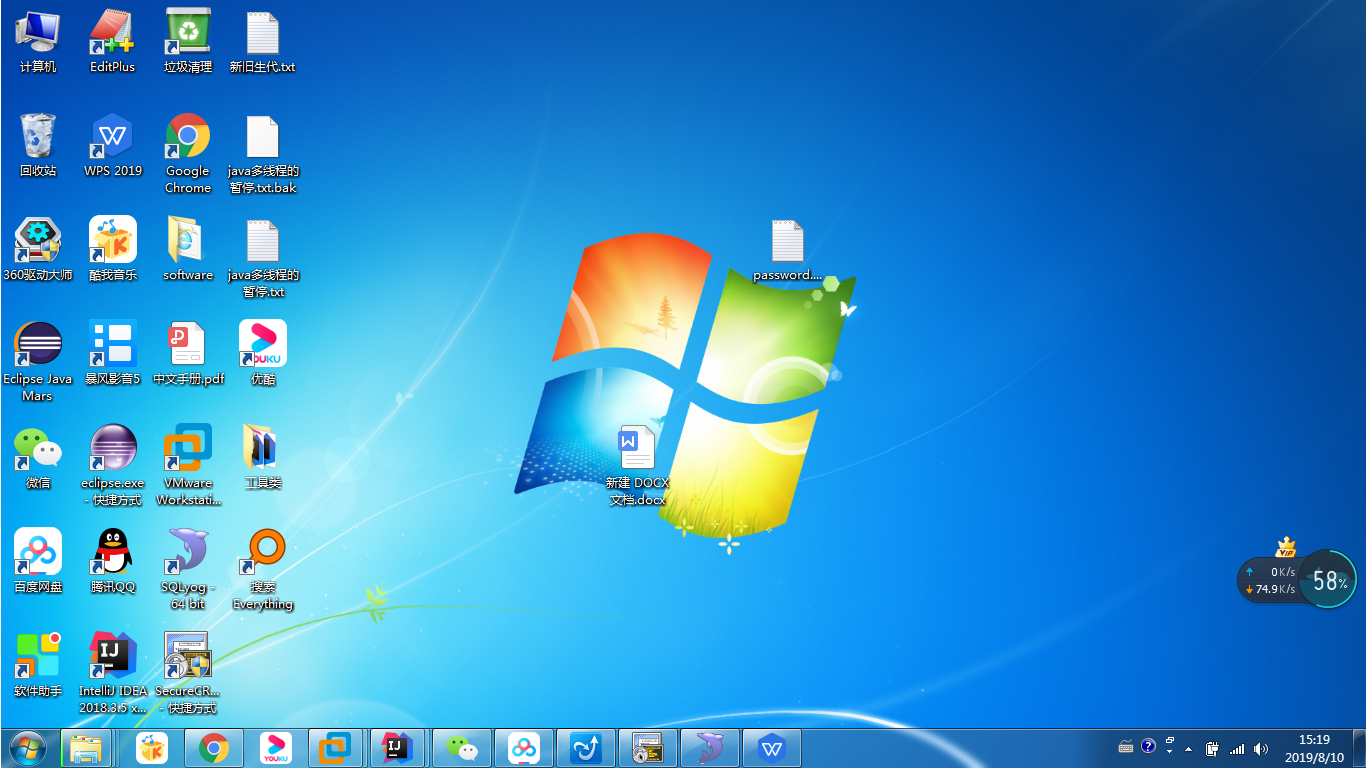 计算机
EditPlus
垃圾清理
新旧生代.txt
回收站
WPS 2019
Google
Chrome
java多线程的
暂停.txt.bak
360驱动大师
酷我音乐
software
java多线程的
暂停.txt
password....
Eclipse Java
Mars
暴风影音5
中文手册.pdf
YOUKU
优酷
微信
eclipse.exe
- 快捷方式
VMware
Workstati...
工具类
新建 DOCX
文档.docx
百度网盘
腾讯QQ
SQLyog -
64 bit
搜索
Everything
VIP
0K/s
74.9K/s
58%
软件助手
IJ
IntelliJ IDEA
2018.3.5 x...
SecureCR...
- 快捷方式
YOUKU
IJ
15:19
2019/8/10